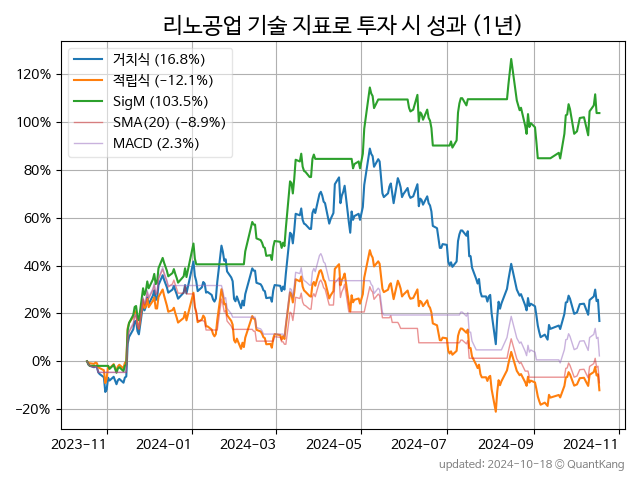 리노공업 기술 지표로 투자 시 성과 (1년)
거치식 (16.8%)
적립식 (−12.1%)
SigM (103.5%)
SMA(20) (−8.9%)
MACD (2.3%)
120%
100%
80%
60%
40%
20%
0%
−20%
2023-11 2024-01 2024-03 2024-05 2024-07 2024-09 2024-11
updated: 2024-10-18 © QuantKang